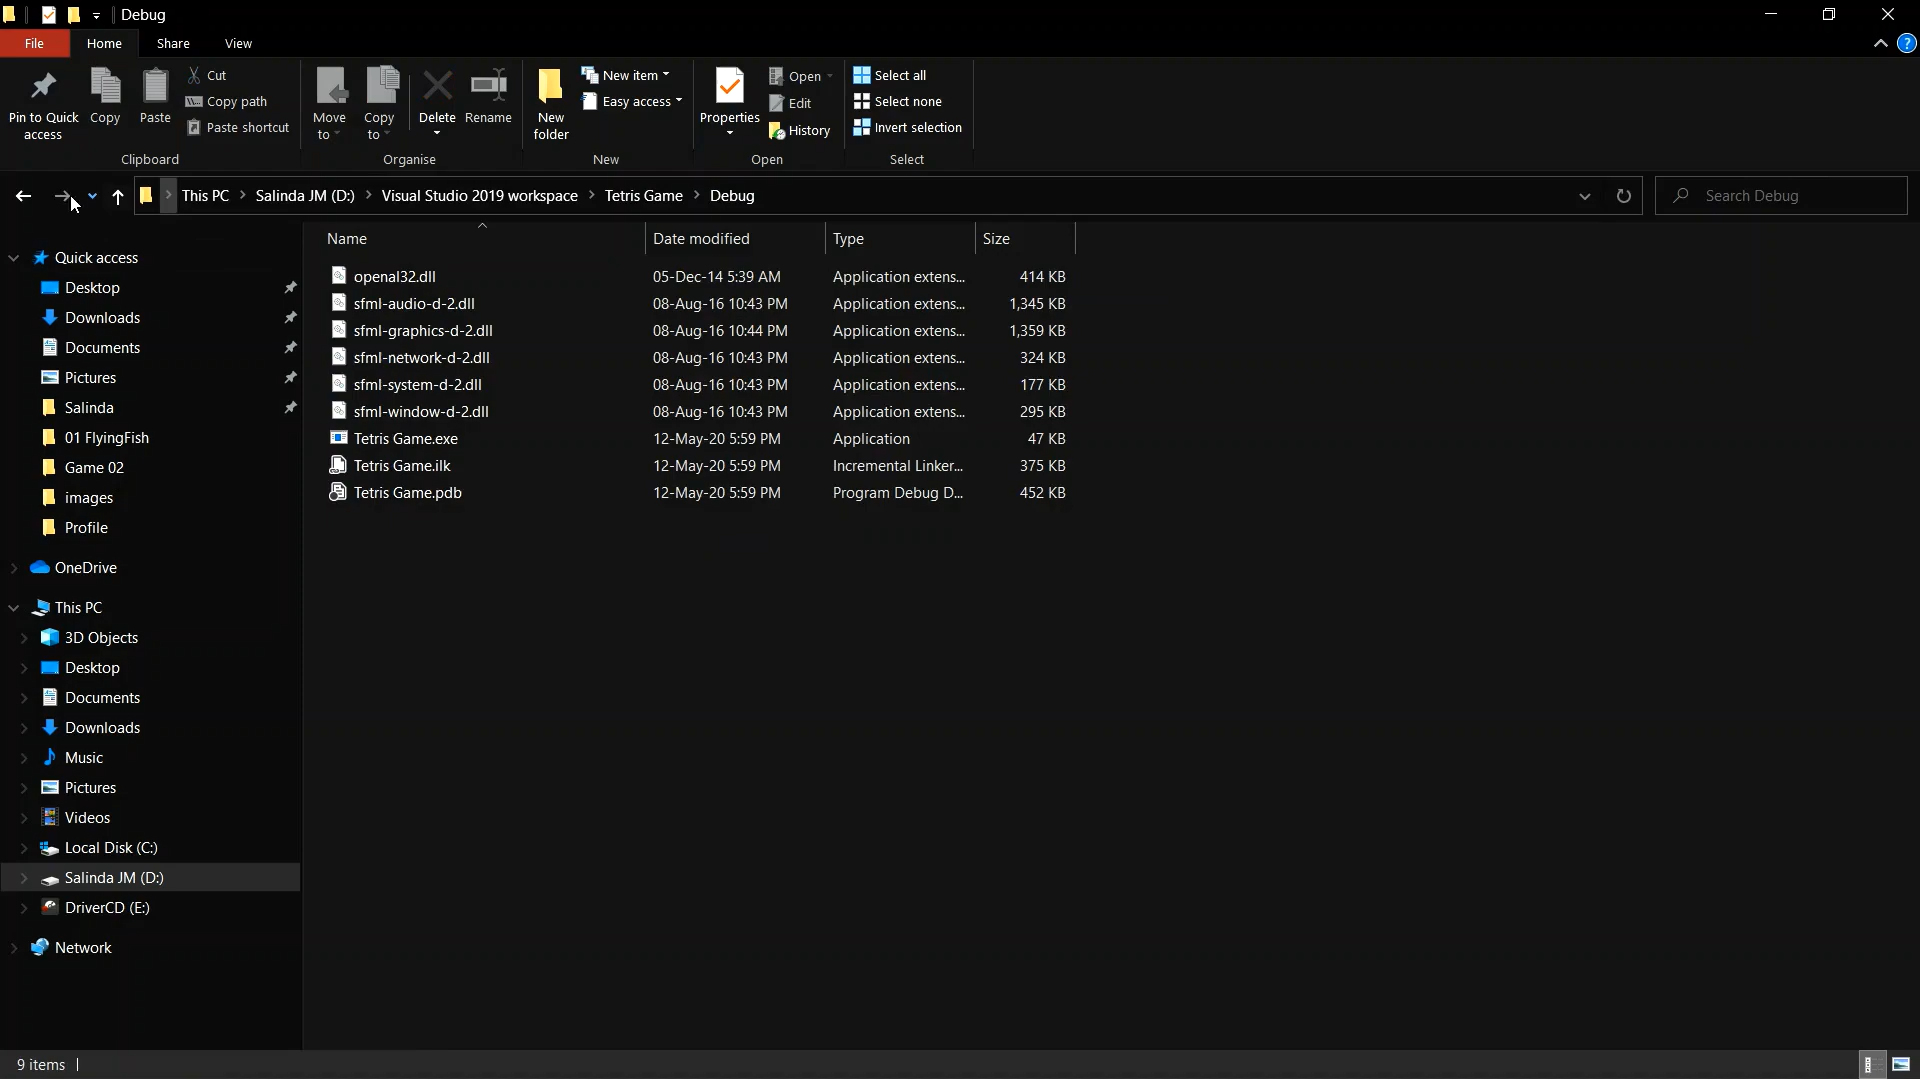 Debug
File Home Share View
Pin to Quick access
Copy
Paste
Cut
Copy path
Paste shortcut
Clipboard
Move to
Copy to
Delete
Rename
Organise
New folder
New item
Easy access
New
Properties
Open
Edit
History
Open
Select all
Select none
Invert selection
Select
This PC > Salinda JM (D:) > Visual Studio 2019 workspace > Tetris Game > Debug
Search Debug
Name Date modified Type Size
openal32.dll 05-Dec-14 5:39 AM Application extens... 414 KB
sfml-audio-d-2.dll 08-Aug-16 10:43 PM Application extens... 1,345 KB
sfml-graphics-d-2.dll 08-Aug-16 10:44 PM Application extens... 1,359 KB
sfml-network-d-2.dll 08-Aug-16 10:43 PM Application extens... 324 KB
sfml-system-d-2.dll 08-Aug-16 10:43 PM Application extens... 177 KB
sfml-window-d-2.dll 08-Aug-16 10:43 PM Application extens... 295 KB
Tetris Game.exe 12-May-20 5:59 PM Application 47 KB
Tetris Game.ilk 12-May-20 5:59 PM Incremental Linker... 375 KB
Tetris Game.pdb 12-May-20 5:59 PM Program Debug D... 452 KB
Quick access
Desktop
Downloads
Documents
Pictures
Salinda
01 FlyingFish
Game 02
images
Profile
OneDrive
This PC
3D Objects
Desktop
Documents
Downloads
Music
Pictures
Videos
Local Disk (C:)
Salinda JM (D:)
DriverCD (E:)
Network
9 items